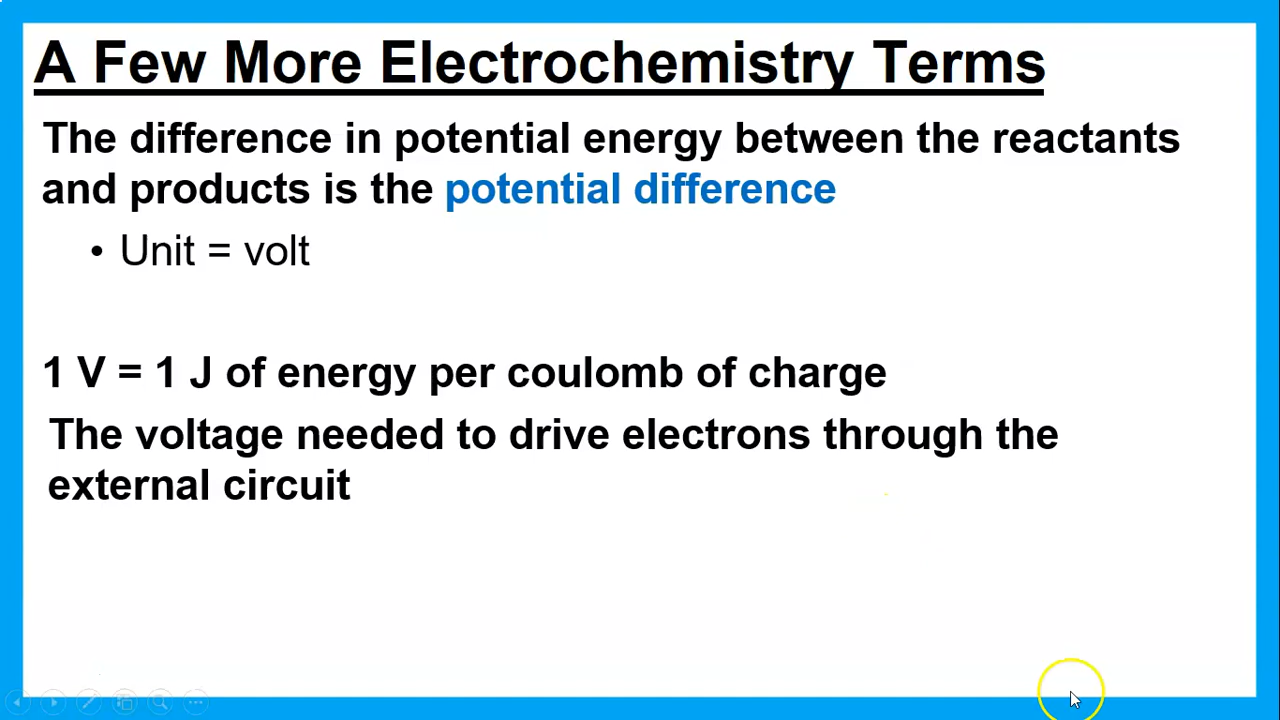 A Few More Electrochemistry Terms
The difference in potential energy between the reactants
and products is the potential difference
• Unit = volt
1 V = 1 J of energy per coulomb of charge
The voltage needed to drive electrons through the
external circuit